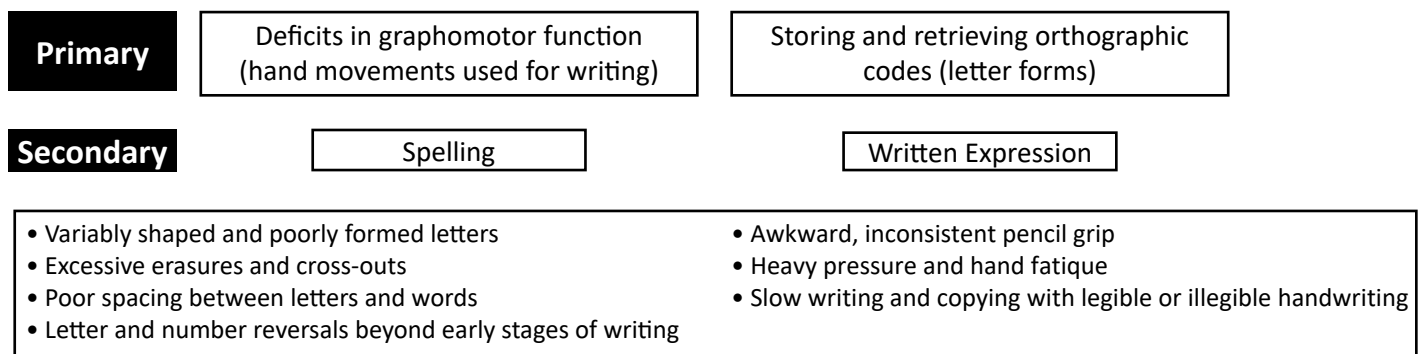 Primary
Deficits in graphomotor function
(hand movements used for writing)
Storing and retrieving orthographic
codes (letter forms)
Secondary
Spelling
Written Expression
• Variably shaped and poorly formed letters
• Excessive erasures and cross-outs
• Poor spacing between letters and words
• Letter and number reversals beyond early stages of writing
• Awkward, inconsistent pencil grip
• Heavy pressure and hand fatique
• Slow writing and copying with legible or illegible handwriting